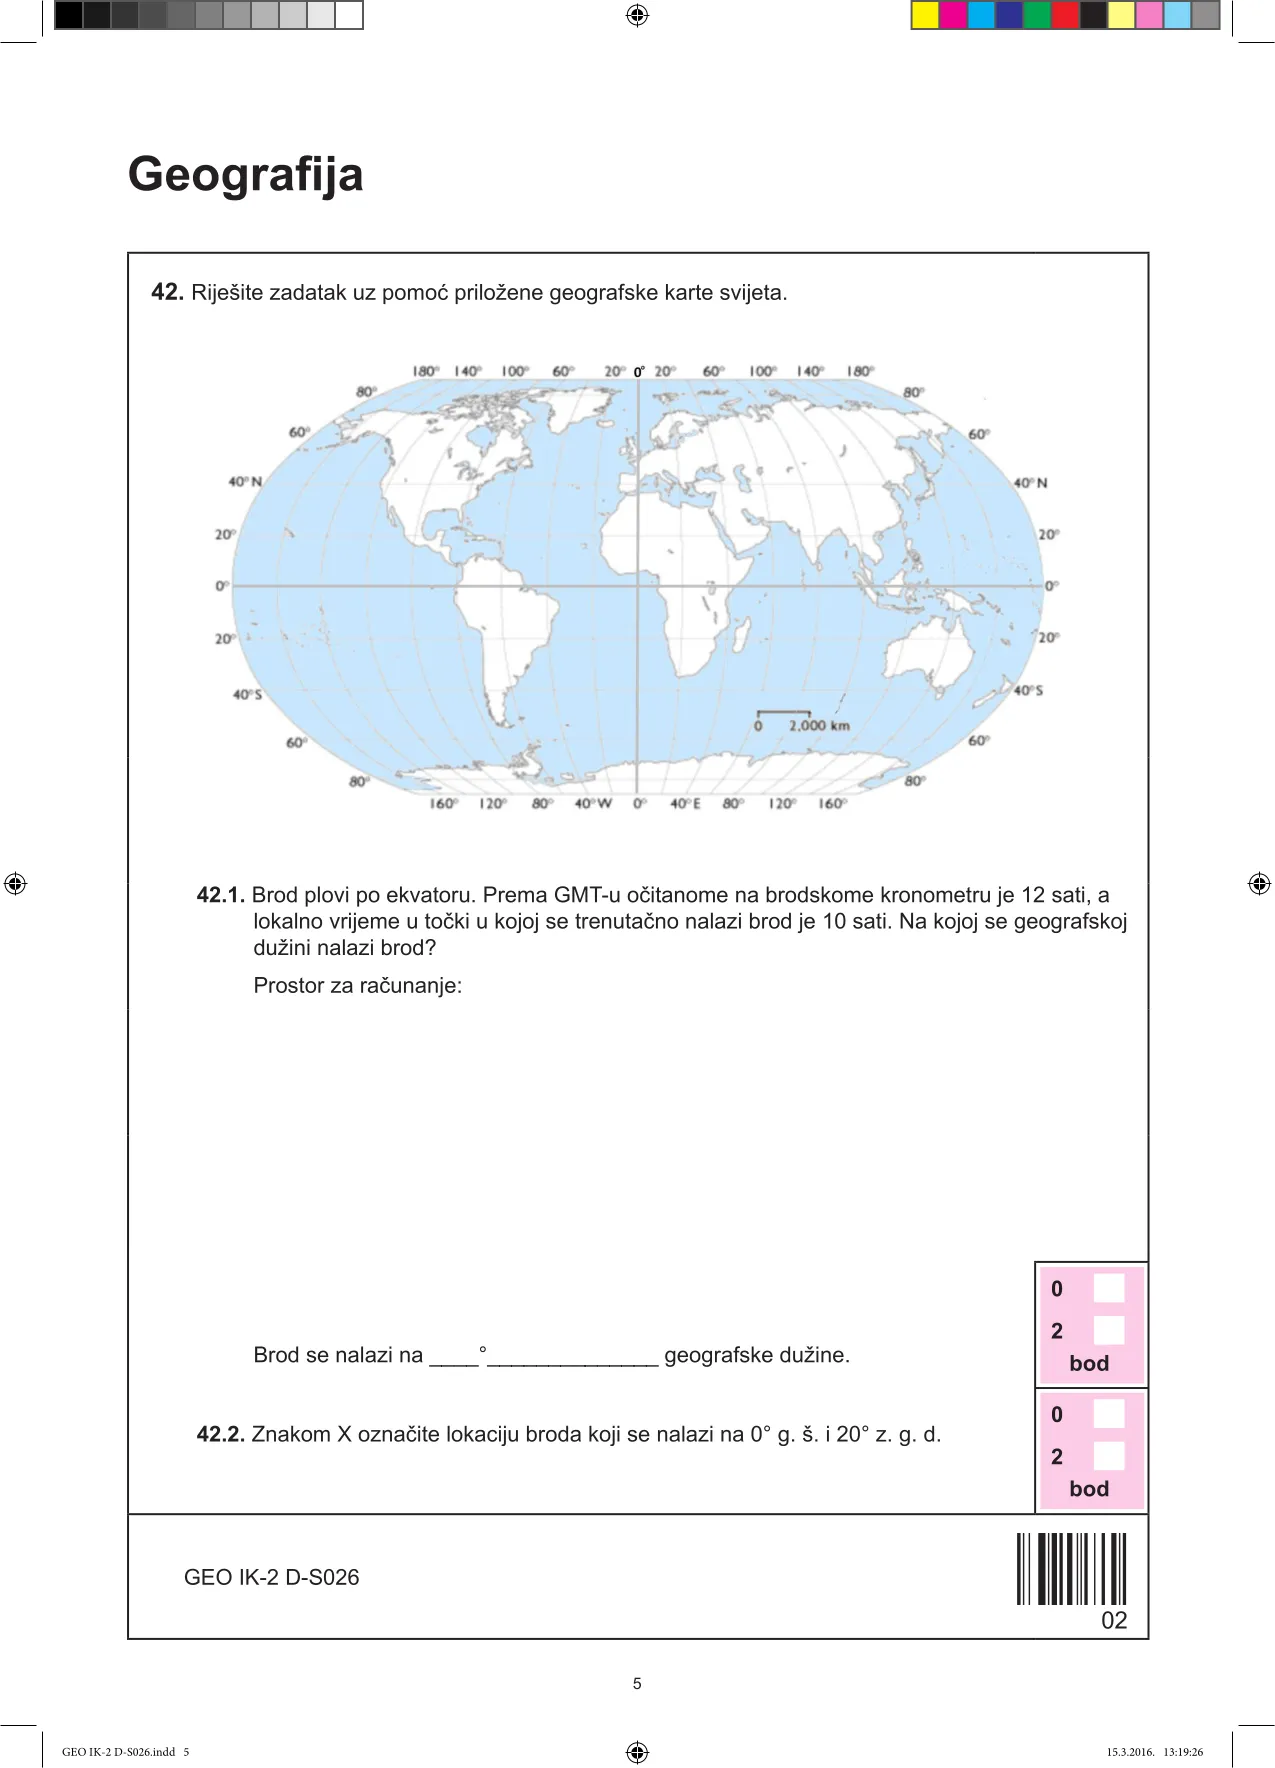 Geografija
42. Riješite zadatak uz pomoć priložene geografske karte svijeta.
180° 140° 100° 60° 20° 0° 20° 60° 100° 140° 180°
80° 80°
60° 60°
40° N 40° N
20° 20°
0° 0°
20° 20°
40° S 40° S
0 2,000 km
60° 60°
80° 80°
160° 120° 80° 40° W 0° 40° E 80° 120° 160°
42.1. Brod plovi po ekvatoru. Prema GMT-u očitanome na brodskome kronometru je 12 sati, a
lokalno vrijeme u točki u kojoj se trenutačno nalazi brod je 10 sati. Na kojoj se geografskoj
dužini nalazi brod?
Prostor za računanje:
0
2
bod
Brod se nalazi na ____°______________ geografske dužine.
42.2. Znakom X označite lokaciju broda koji se nalazi na 0° g. š. i 20° z. g. d.
0
2
bod
GEO IK-2 D-S026
02
5
GEO IK-2 D-S026.indd 5 15.3.2016. 13:19:26